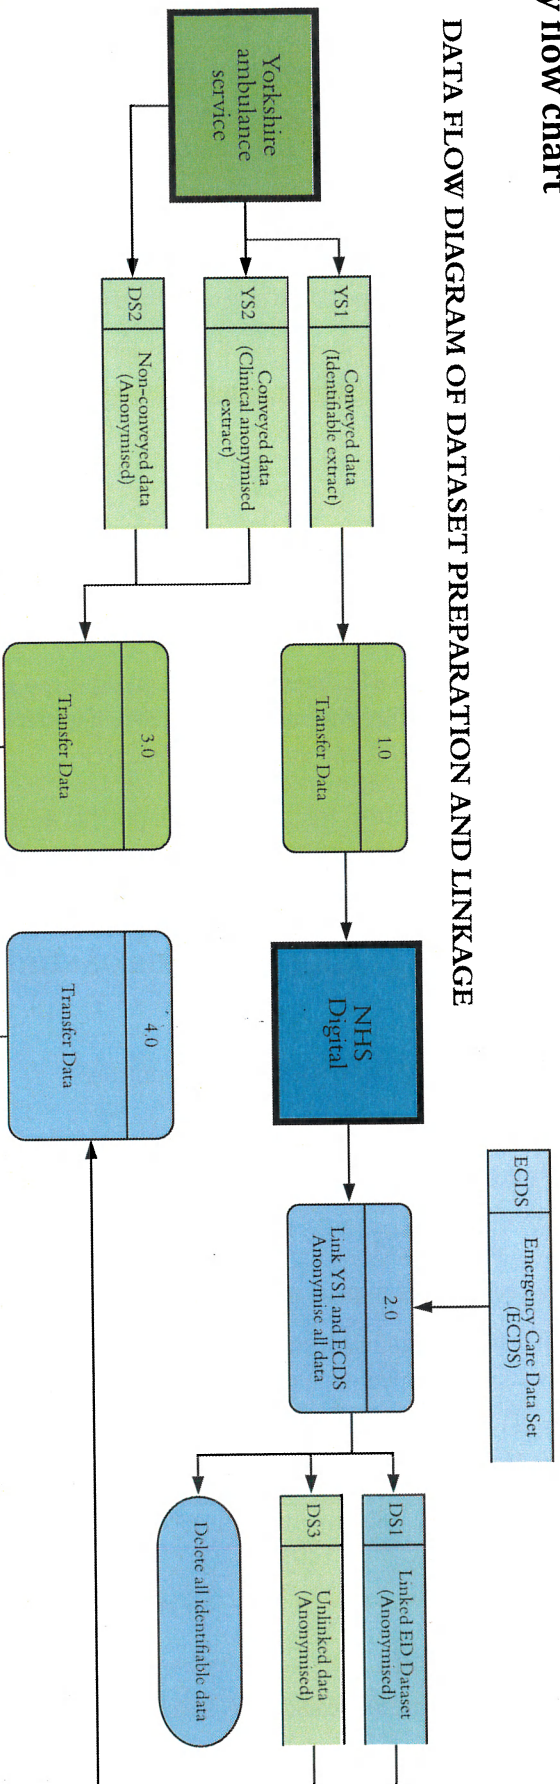 y flow chart
DATA FLOW DIAGRAM OF DATASET PREPARATION AND LINKAGE
ECDS
Emergency Care Data Set
(ECDS)
Yorkshire
ambulance
service
YS1
Conveyed data
(Identifiable extract)
1.0
Transfer Data
NHS
Digital
2.0
Link YS1 and ECDS
Anonymise all data
DS1
Linked ED Dataset
(Anonymised)
YS2
Conveyed data
(Clinical anonymised
extract)
DS3
Unlinked data
(Anonymised)
DS2
Non-conveyed data
(Anonymised)
3.0
Transfer Data
4.0
Transfer Data
Delete all identifiable data